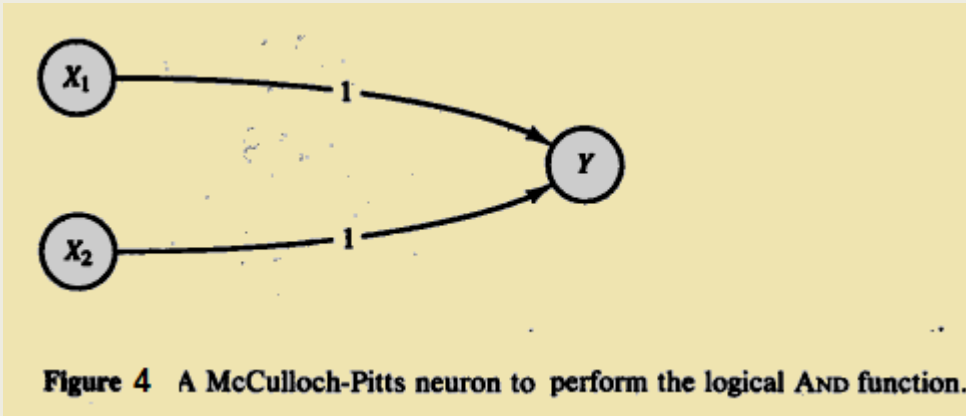 X₁
1
Y
1
X₂
Figure 4 A McCulloch-Pitts neuron to perform the logical AND function.